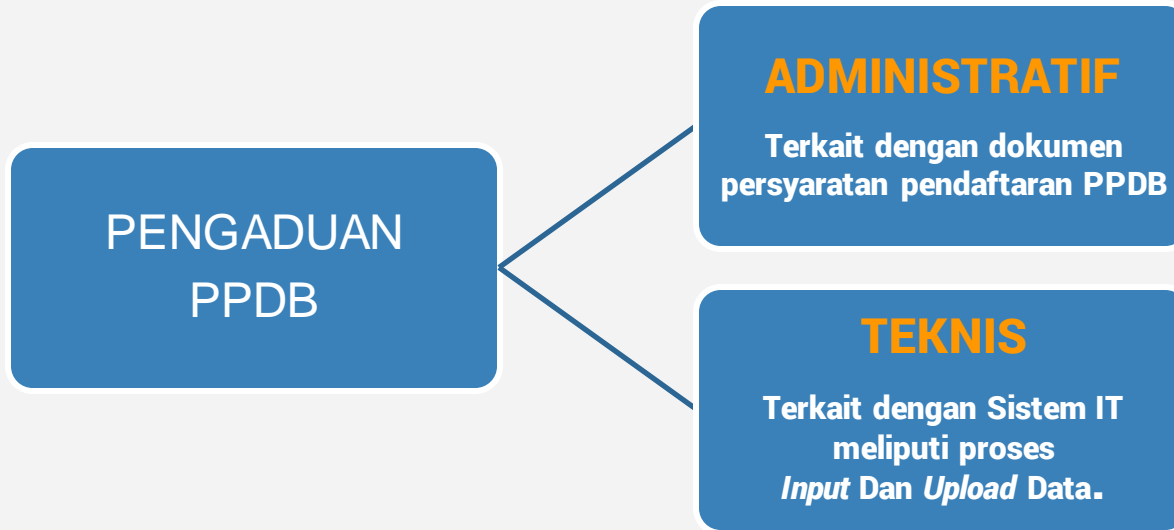 PENGADUAN
PPDB
ADMINISTRATIF
Terkait dengan dokumen
persyaratan pendaftaran PPDB
TEKNIS
Terkait dengan Sistem IT
meliputi proses
Input Dan Upload Data.